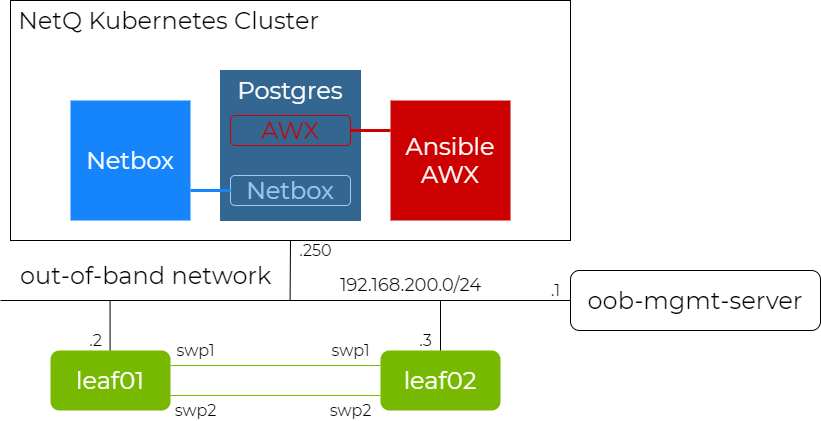 NetQ Kubernetes Cluster
Postgres
AWX
Netbox
Netbox
Ansible
AWX
.250
out-of-band network
192.168.200.0/24
.1
oob-mgmt-server
.2
.3
swp1
swp1
leaf01
leaf02
swp2
swp2